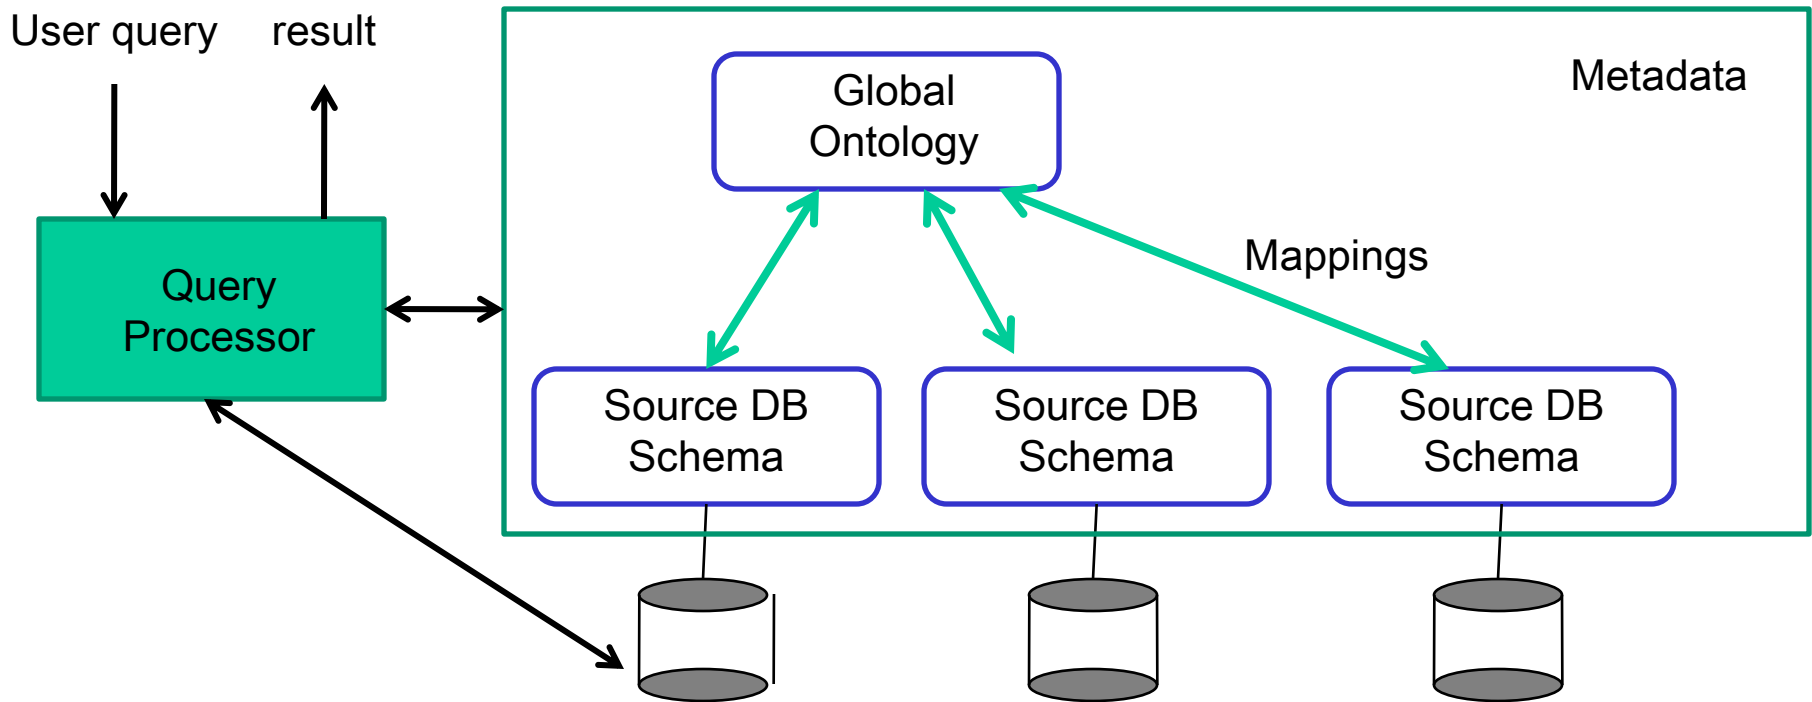 User query
result
Metadata
Global
Ontology
Mappings
Query
Processor
Source DB
Schema
Source DB
Schema
Source DB
Schema